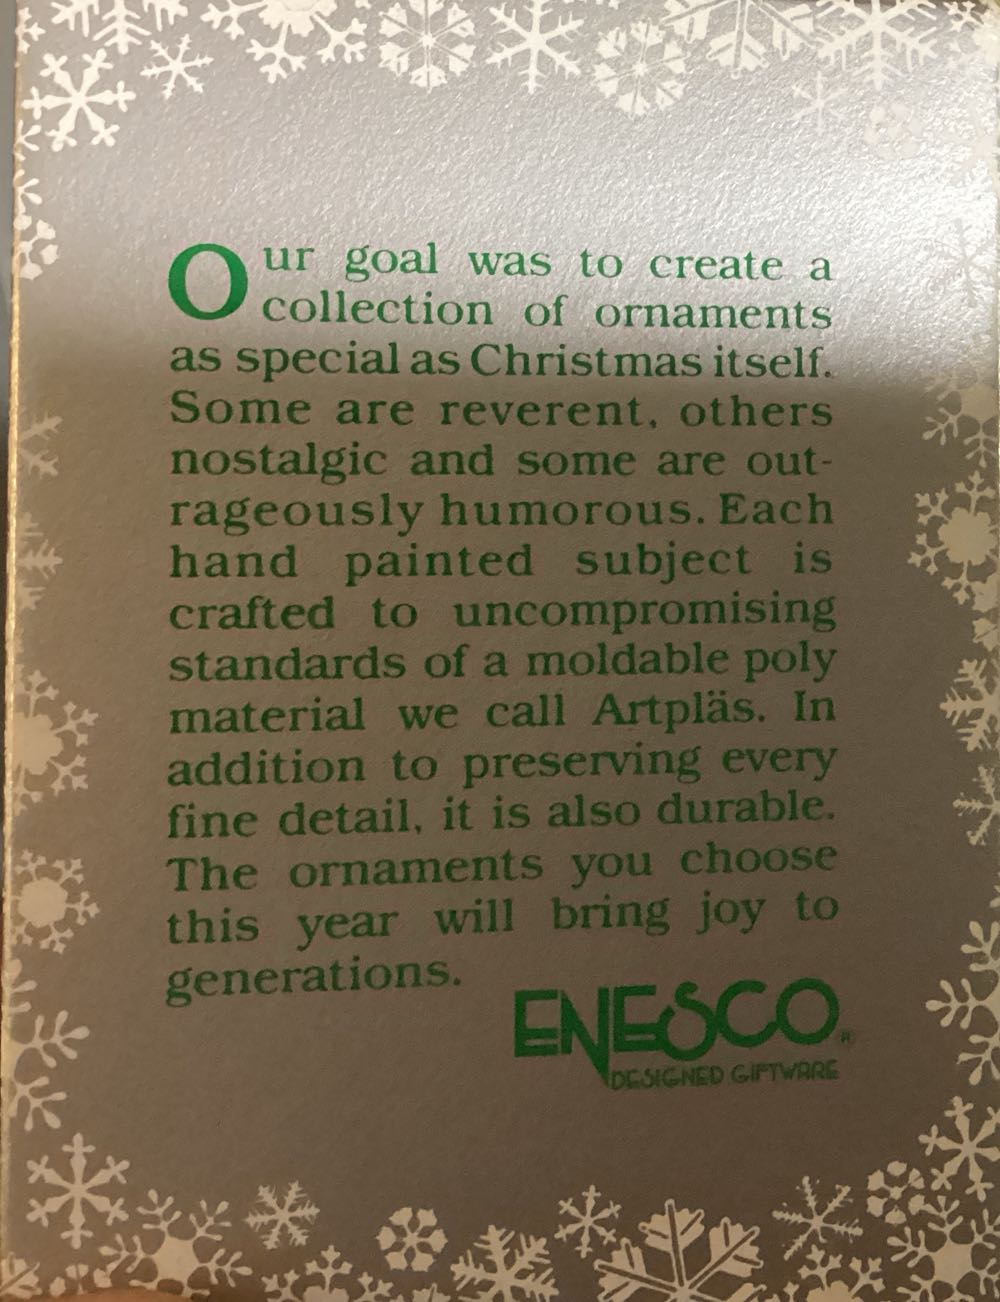 Our goal was to create a
collection of ornaments
as special as Christmas itself.
Some are reverent, others
nostalgic and some are out-
rageously humorous. Each
hand painted subject is
crafted to uncompromising
standards of a moldable poly
material we call Artpläs. In
addition to preserving every
fine detail, it is also durable.
The ornaments you choose
this year will bring joy to
generations.
ENESCO®
DESIGNED GIFTWARE